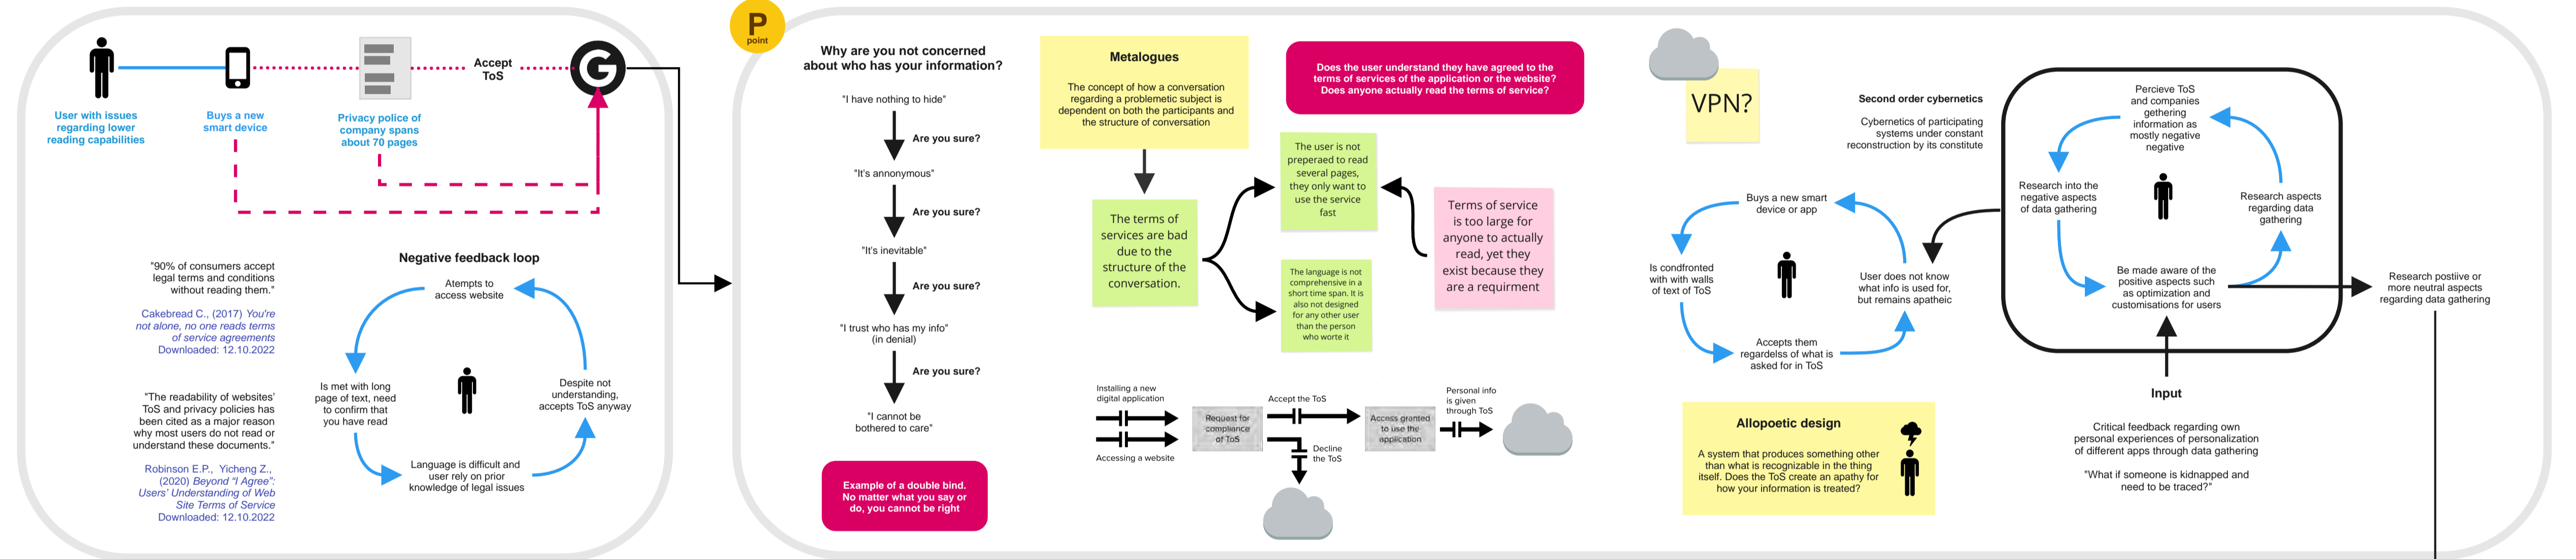 User with issues
regarding lower
reading capabilities
Buys a new
smart device
Privacy police of
company spans
about 70 pages
Accept
ToS
G
"90% of consumers accept
legal terms and conditions
without reading them."
Cakebread C., (2017) You're
not alone, no one reads terms
of service agreements
Downloaded: 12.10.2022
"The readability of websites'
ToS and privacy policies has
been cited as a major reason
why most users do not read or
understand these documents."
Robinson E.P., Yicheng Z.,
(2020) Beyond "I Agree":
Users' Understanding of Web
Site Terms of Service
Downloaded: 12.10.2022
Negative feedback loop
Atempts to
access website
Is met with long
page of text, need
to confirm that
you have read
Language is difficult and
user rely on prior
knowledge of legal issues
Despite not
understanding,
accepts ToS anyway
P
point
Why are you not concerned
about who has your information?
"I have nothing to hide"
Are you sure?
"It's annonymous"
Are you sure?
"It's inevitable"
Are you sure?
"I trust who has my info"
(in denial)
Are you sure?
"I cannot be
bothered to care"
Example of a double bind.
No matter what you say or
do, you cannot be right
Metalogues
The concept of how a conversation
regarding a problemetic subject is
dependent on both the participants and
the structure of conversation
Does the user understand they have agreed to the
terms of services of the application or the website?
Does anyone actually read the terms of service?
The terms of
services are bad
due to the
structure of the
conversation.
The user is not
preperaed to read
several pages,
they only want to
use the service
fast
The language is not
comprehensive in a
short time span. It is
also not designed
for any other user
than the person
who worte it
Terms of service
is too large for
anyone to actually
read, yet they
exist because they
are a requirment
Installing a new
digital application
Accessing a website
Request for
compliance
of ToS
Accept the ToS
Decline
the ToS
Access granted
to use the
application
Personal info
is given
through ToS
VPN?
Second order cybernetics
Cybernetics of participating
systems under constant
reconstruction by its constitute
Buys a new smart
device or app
Is condfronted
with with walls
of text of ToS
Accepts them
regardelss of what is
asked for in ToS
User does not know
what info is used for,
but remains apatheic
Allopoetic design
A system that produces something other
than what is recognizable in the thing
itself. Does the ToS create an apathy for
how your information is treated?
Percieve ToS
and companies
gethering
information as
mostly negative
negative
Research into the
negative aspects
of data gathering
Be made aware of the
positive aspects such
as optimization and
customisations for users
Research aspects
regarding data
gathering
Input
Critical feedback regarding own
personal experiences of personalization
of different apps through data gathering
"What if someone is kidnapped and
need to be traced?"
Research postiive or
more neutral aspects
regarding data gathering